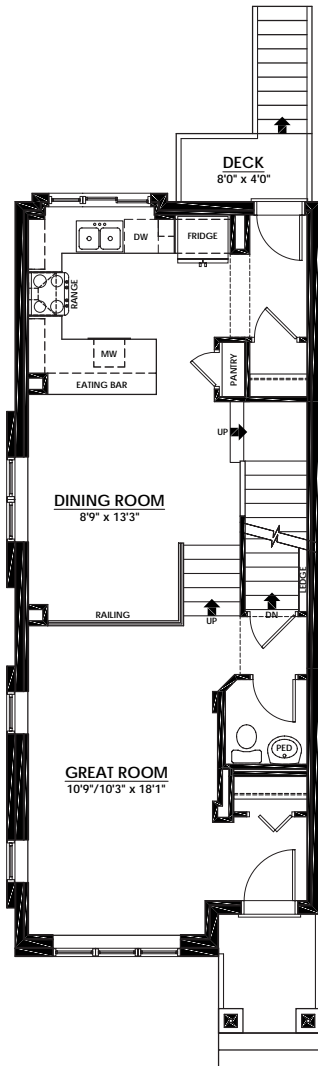 DECK
8'0" x 4'0"
DW
FRIDGE
RANGE
MW
PANTRY
EATING BAR
UP
DINING ROOM
8'9" x 13'3"
LEDGE
RAILING
UP
DN
PED
GREAT ROOM
10'9"/10'3" x 18'1"